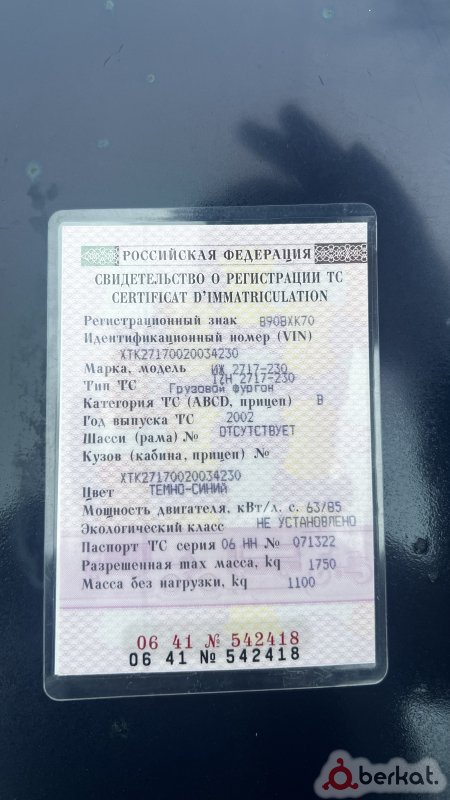 РОССИЙСКАЯ ФЕДЕРАЦИЯ
СВИДЕТЕЛЬСТВО О РЕГИСТРАЦИИ ТС
CERTIFICAT D'IMMATRICULATION
Регистрационный знак В908ХК70
Идентификационный номер (VIN)
XTK27170020034230
Марка, модель ИЖ 2717-230
IZH 2717-230
Тип ТС Грузовой фургон
Категория ТС (ABCD, прицеп) B
Год выпуска ТС 2002
Шасси (рама) № ОТСУТСТВУЕТ
Кузов (кабина, прицеп) №
XTK27170020034230
Цвет ТЕМНО-СИНИЙ
Мощность двигателя, кВт/л. с. 63/85
Экологический класс НЕ УСТАНОВЛЕНО
Паспорт ТС серия 06 НН № 071322
Разрешенная max масса, kg 1750
Масса без нагрузки, kg 1100
06 41 № 542418
06 41 № 542418
berkat.